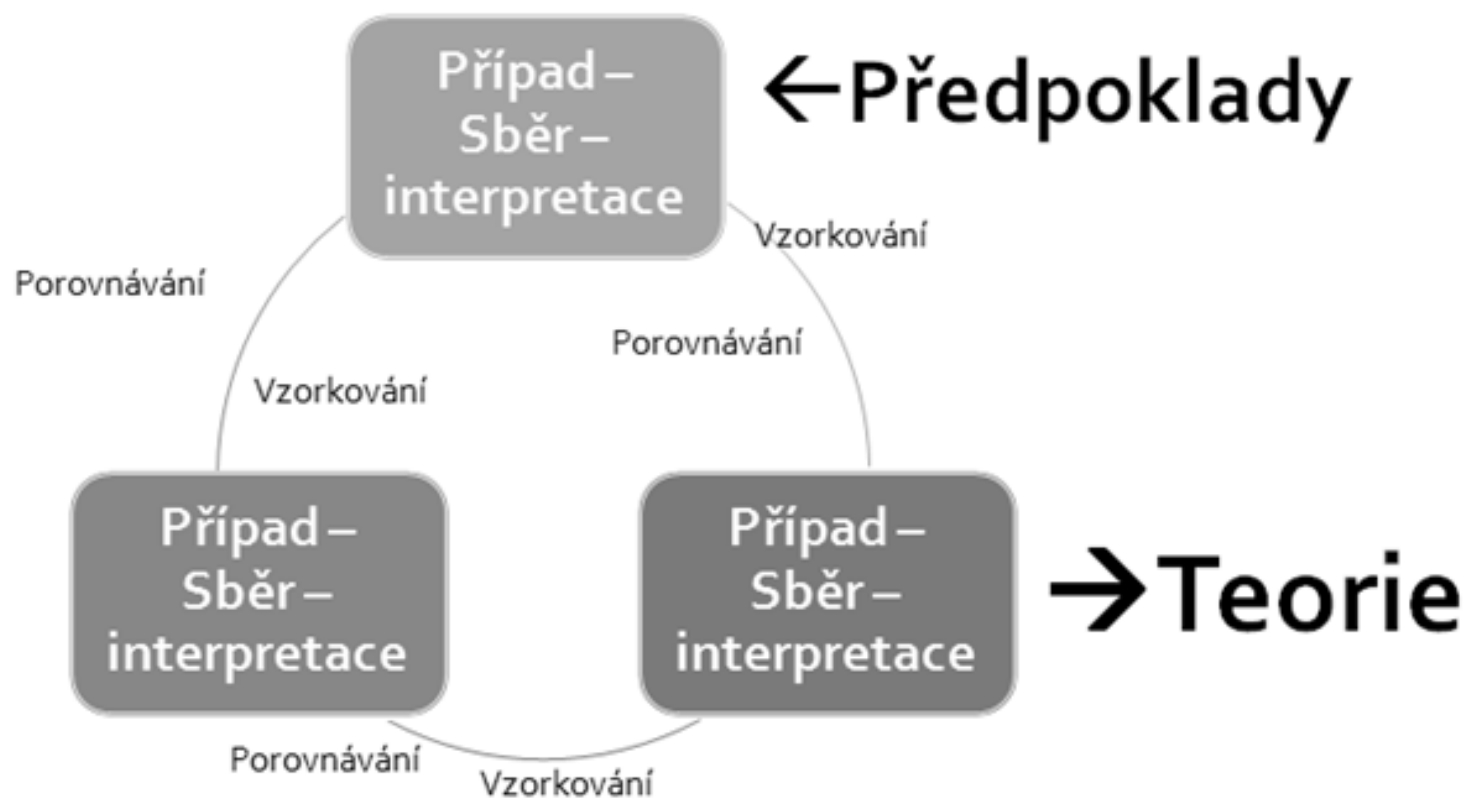 Případ –
Sběr –
interpretace
←Předpoklady
Vzorkování
Porovnávání
Porovnávání
Vzorkování
Případ –
Sběr –
interpretace
Případ –
Sběr –
interpretace
→Teorie
Porovnávání
Vzorkování